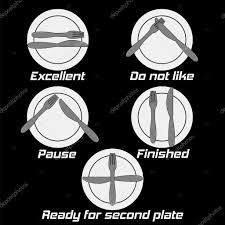 Excellent
Do not like
Pause
Finished
Ready for second plate